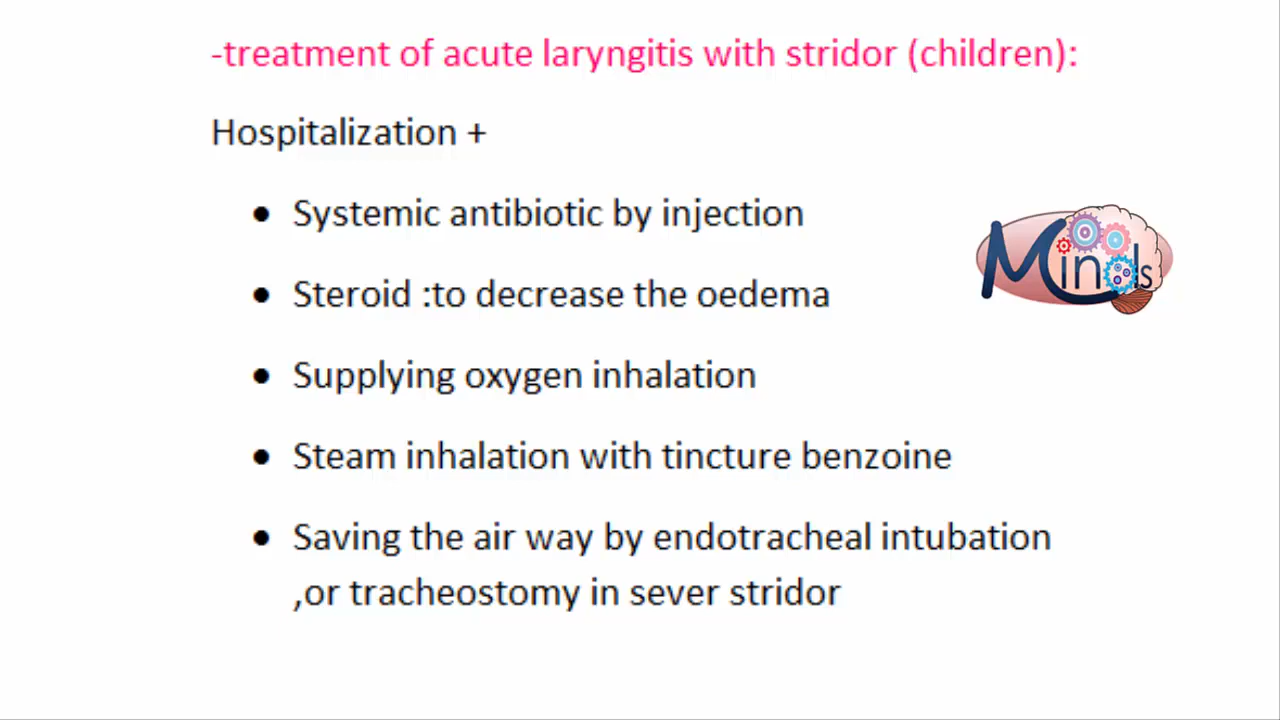 -treatment of acute laryngitis with stridor (children):
Hospitalization +
• Systemic antibiotic by injection
• Steroid :to decrease the oedema
• Supplying oxygen inhalation
• Steam inhalation with tincture benzoine
• Saving the air way by endotracheal intubation
,or tracheostomy in sever stridor
Minds